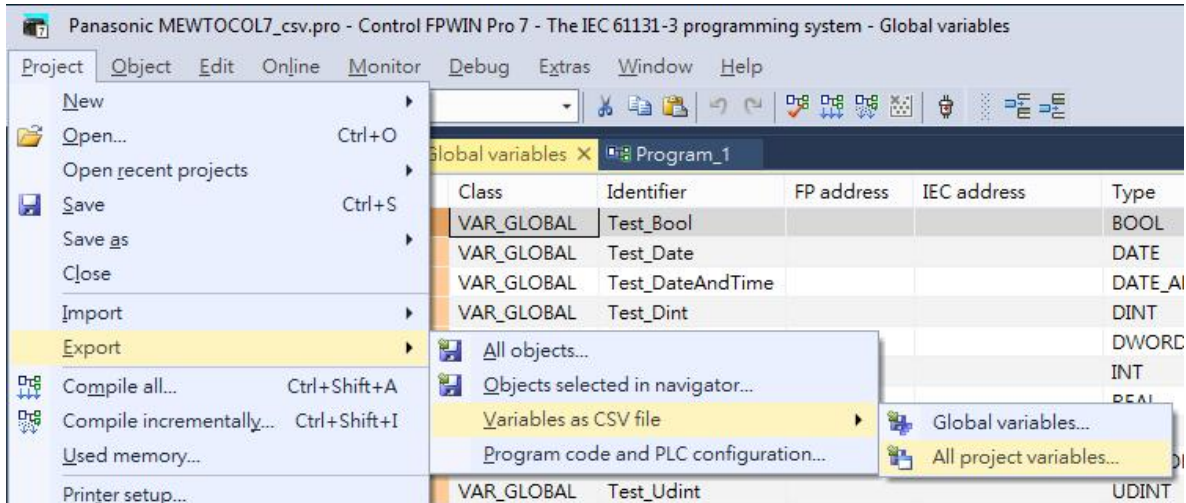 Panasonic MEWTOCOL7_csv.pro - Control FPWIN Pro 7 - The IEC 61131-3 programming system - Global variables
Project Object Edit Online Monitor Debug Extras Window Help
New
Open... Ctrl+O
Open recent projects
Save Ctrl+S
Save as
Close
Import
Export
Compile all... Ctrl+Shift+A
Compile incrementally... Ctrl+Shift+I
Used memory...
Printer setup...
Global variables Program_1
Class Identifier FP address IEC address Type
VAR_GLOBAL Test_Bool BOOL
VAR_GLOBAL Test_Date DATE
VAR_GLOBAL Test_DateAndTime DATE_A
VAR_GLOBAL Test_Dint DINT
DWORD
INT
REAL
All objects...
Objects selected in navigator...
Variables as CSV file
Program code and PLC configuration...
Global variables...
All project variables...
VAR_GLOBAL Test_Udint UDINT